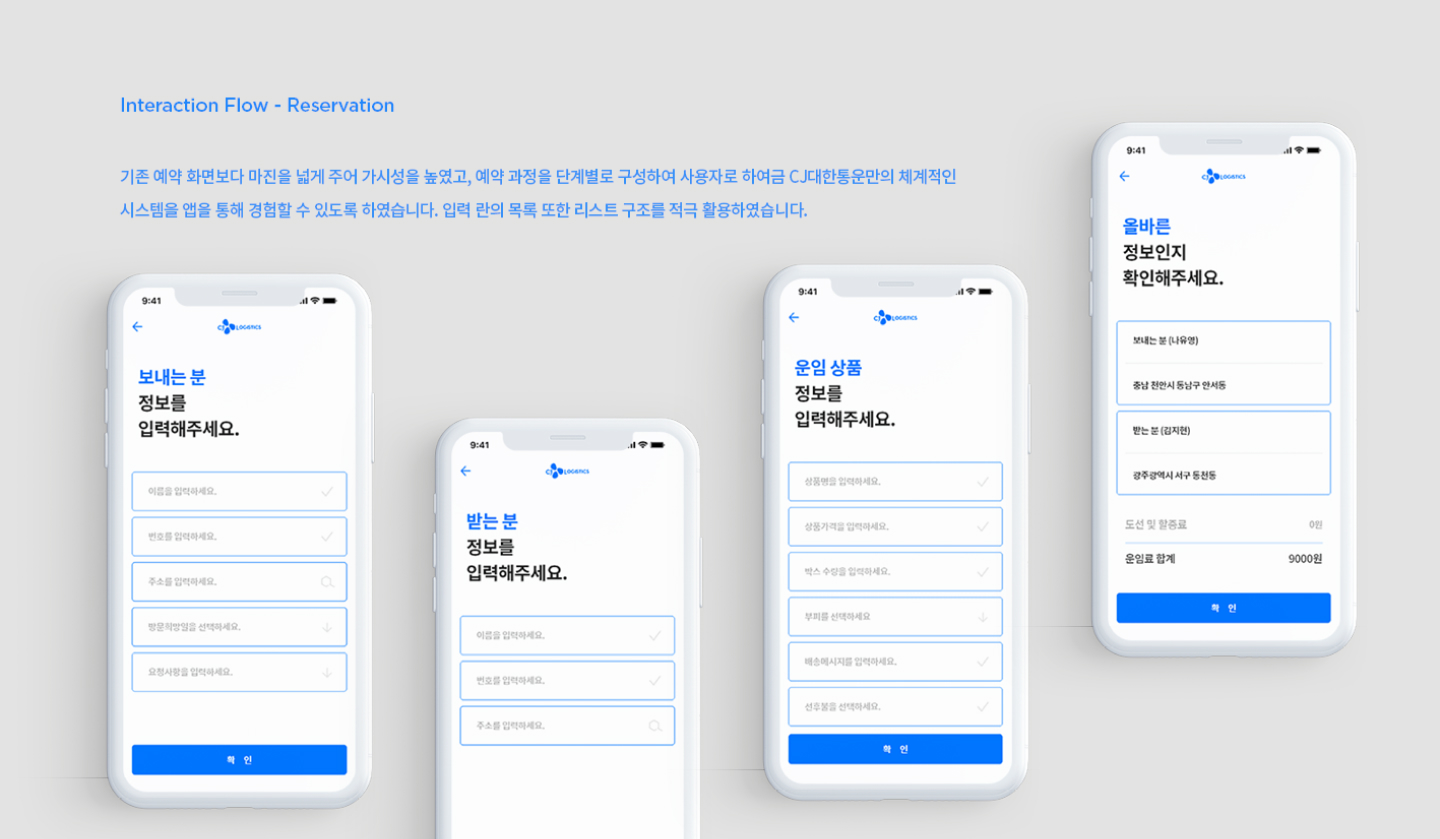 Interaction Flow - Reservation
기존 예약 화면보다 마진을 넓게 주어 가시성을 높였고, 예약 과정을 단계별로 구성하여 사용자로 하여금 CJ대한통운만의 체계적인
시스템을 앱을 통해 경험할 수 있도록 하였습니다. 입력 란의 목록 또한 리스트 구조를 적극 활용하였습니다.
9:41
CJ LOGISTICS
보내는 분
정보를
입력해주세요.
이름을 입력하세요.
번호를 입력하세요.
주소를 입력하세요.
방문희망일을 선택하세요.
요청사항을 입력하세요.
확 인
9:41
CJ LOGISTICS
받는 분
정보를
입력해주세요.
이름을 입력하세요.
번호를 입력하세요.
주소를 입력하세요.
9:41
CJ LOGISTICS
운임 상품
정보를
입력해주세요.
상품명을 입력하세요.
상품가격을 입력하세요.
박스 수량을 입력하세요.
부피를 선택하세요
배송메시지를 입력하세요.
선후불을 선택하세요.
확 인
9:41
CJ LOGISTICS
올바른
정보인지
확인해주세요.
보내는 분 (나유영)
충남 천안시 동남구 안서동
받는 분 (김지현)
광주광역시 서구 동천동
도선 및 할증료 0원
운임료 합계 9000원
확 인